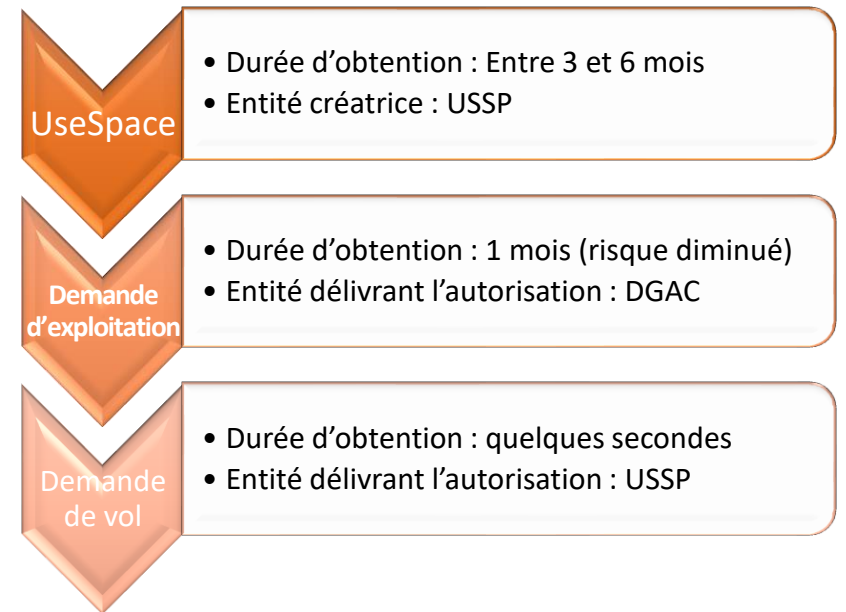 UseSpace
• Durée d'obtention : Entre 3 et 6 mois
• Entité créatrice : USSP
Demande
d'exploitation
• Durée d'obtention : 1 mois (risque diminué)
• Entité délivrant l'autorisation : DGAC
Demande
de vol
• Durée d'obtention : quelques secondes
• Entité délivrant l'autorisation : USSP